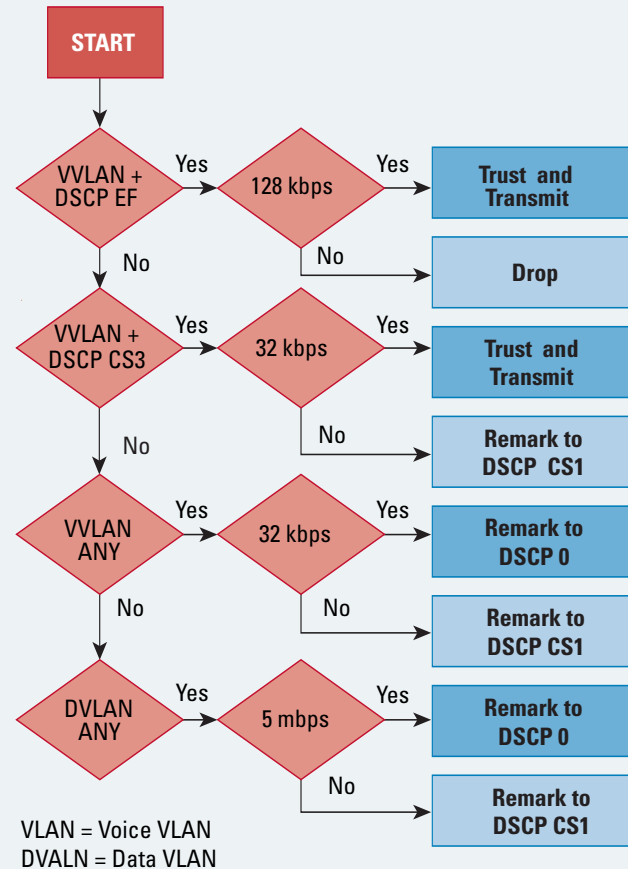 START
VVLAN +
DSCP EF
Yes
128 kbps
Yes
Trust and
Transmit
No
No
Drop
VVLAN +
DSCP CS3
Yes
32 kbps
Yes
Trust and
Transmit
No
No
Remark to
DSCP CS1
VVLAN
ANY
Yes
32 kbps
Yes
Remark to
DSCP 0
No
No
Remark to
DSCP CS1
DVLAN
ANY
Yes
5 mbps
Yes
Remark to
DSCP 0
No
Remark to
DSCP CS1
VLAN = Voice VLAN
DVALN = Data VLAN